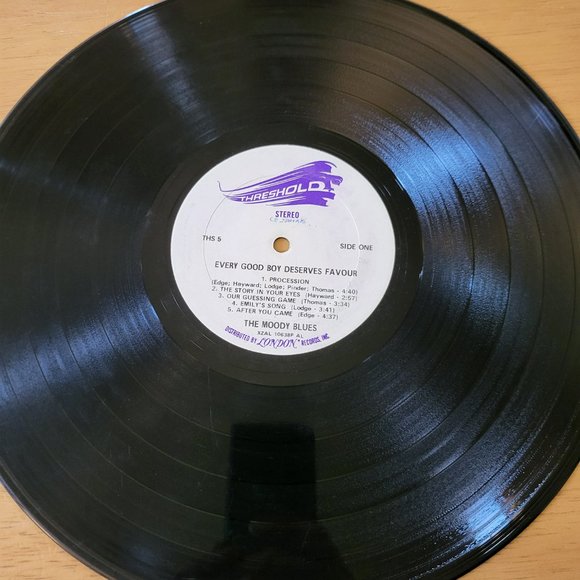 THRESHOLD
STEREO
THS 5
SIDE ONE
EVERY GOOD BOY DESERVES FAVOUR
1. PROCESSION
(Edge; Hayward; Lodge; Pinder; Thomas - 4:40)
2. THE STORY IN YOUR EYES (Hayward - 2:57)
3. OUR GUESSING GAME (Thomas - 3:34)
4. EMILY'S SONG (Lodge - 3:41)
5. AFTER YOU CAME (Edge - 4:37)
THE MOODY BLUES
XZAL-10638P AL
DISTRIBUTED BY LONDON RECORDS, INC.